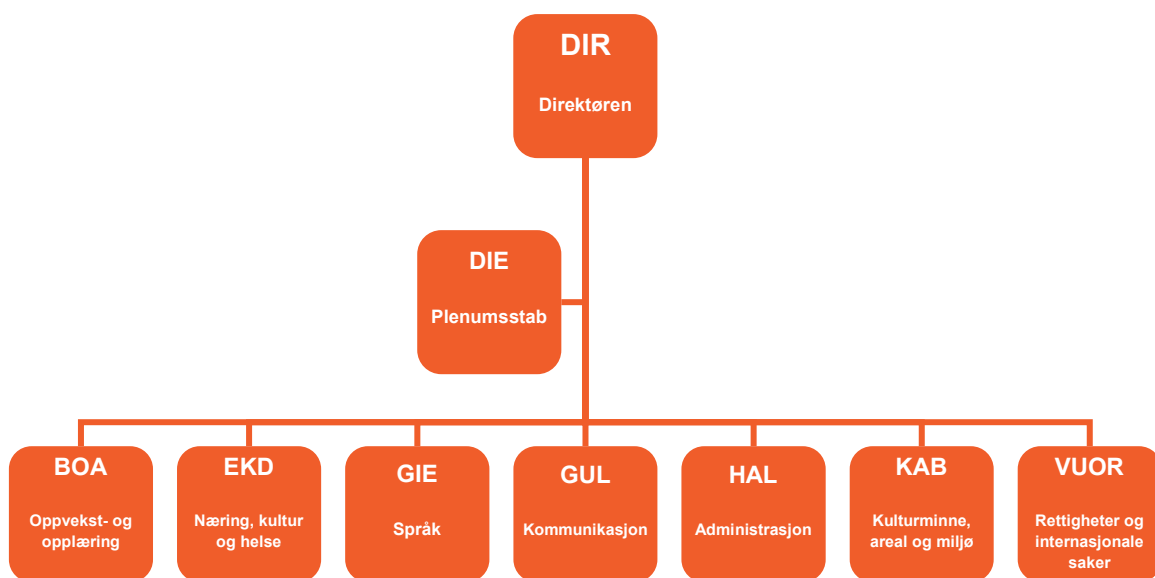 DIR
Direktøren
DIE
Plenumsstab
BOA
Oppvekst- og
opplæring
EKD
Næring, kultur
og helse
GIE
Språk
GUL
Kommunikasjon
HAL
Administrasjon
KAB
Kulturminne,
areal og miljø
VUOR
Rettigheter og
internasjonale
saker